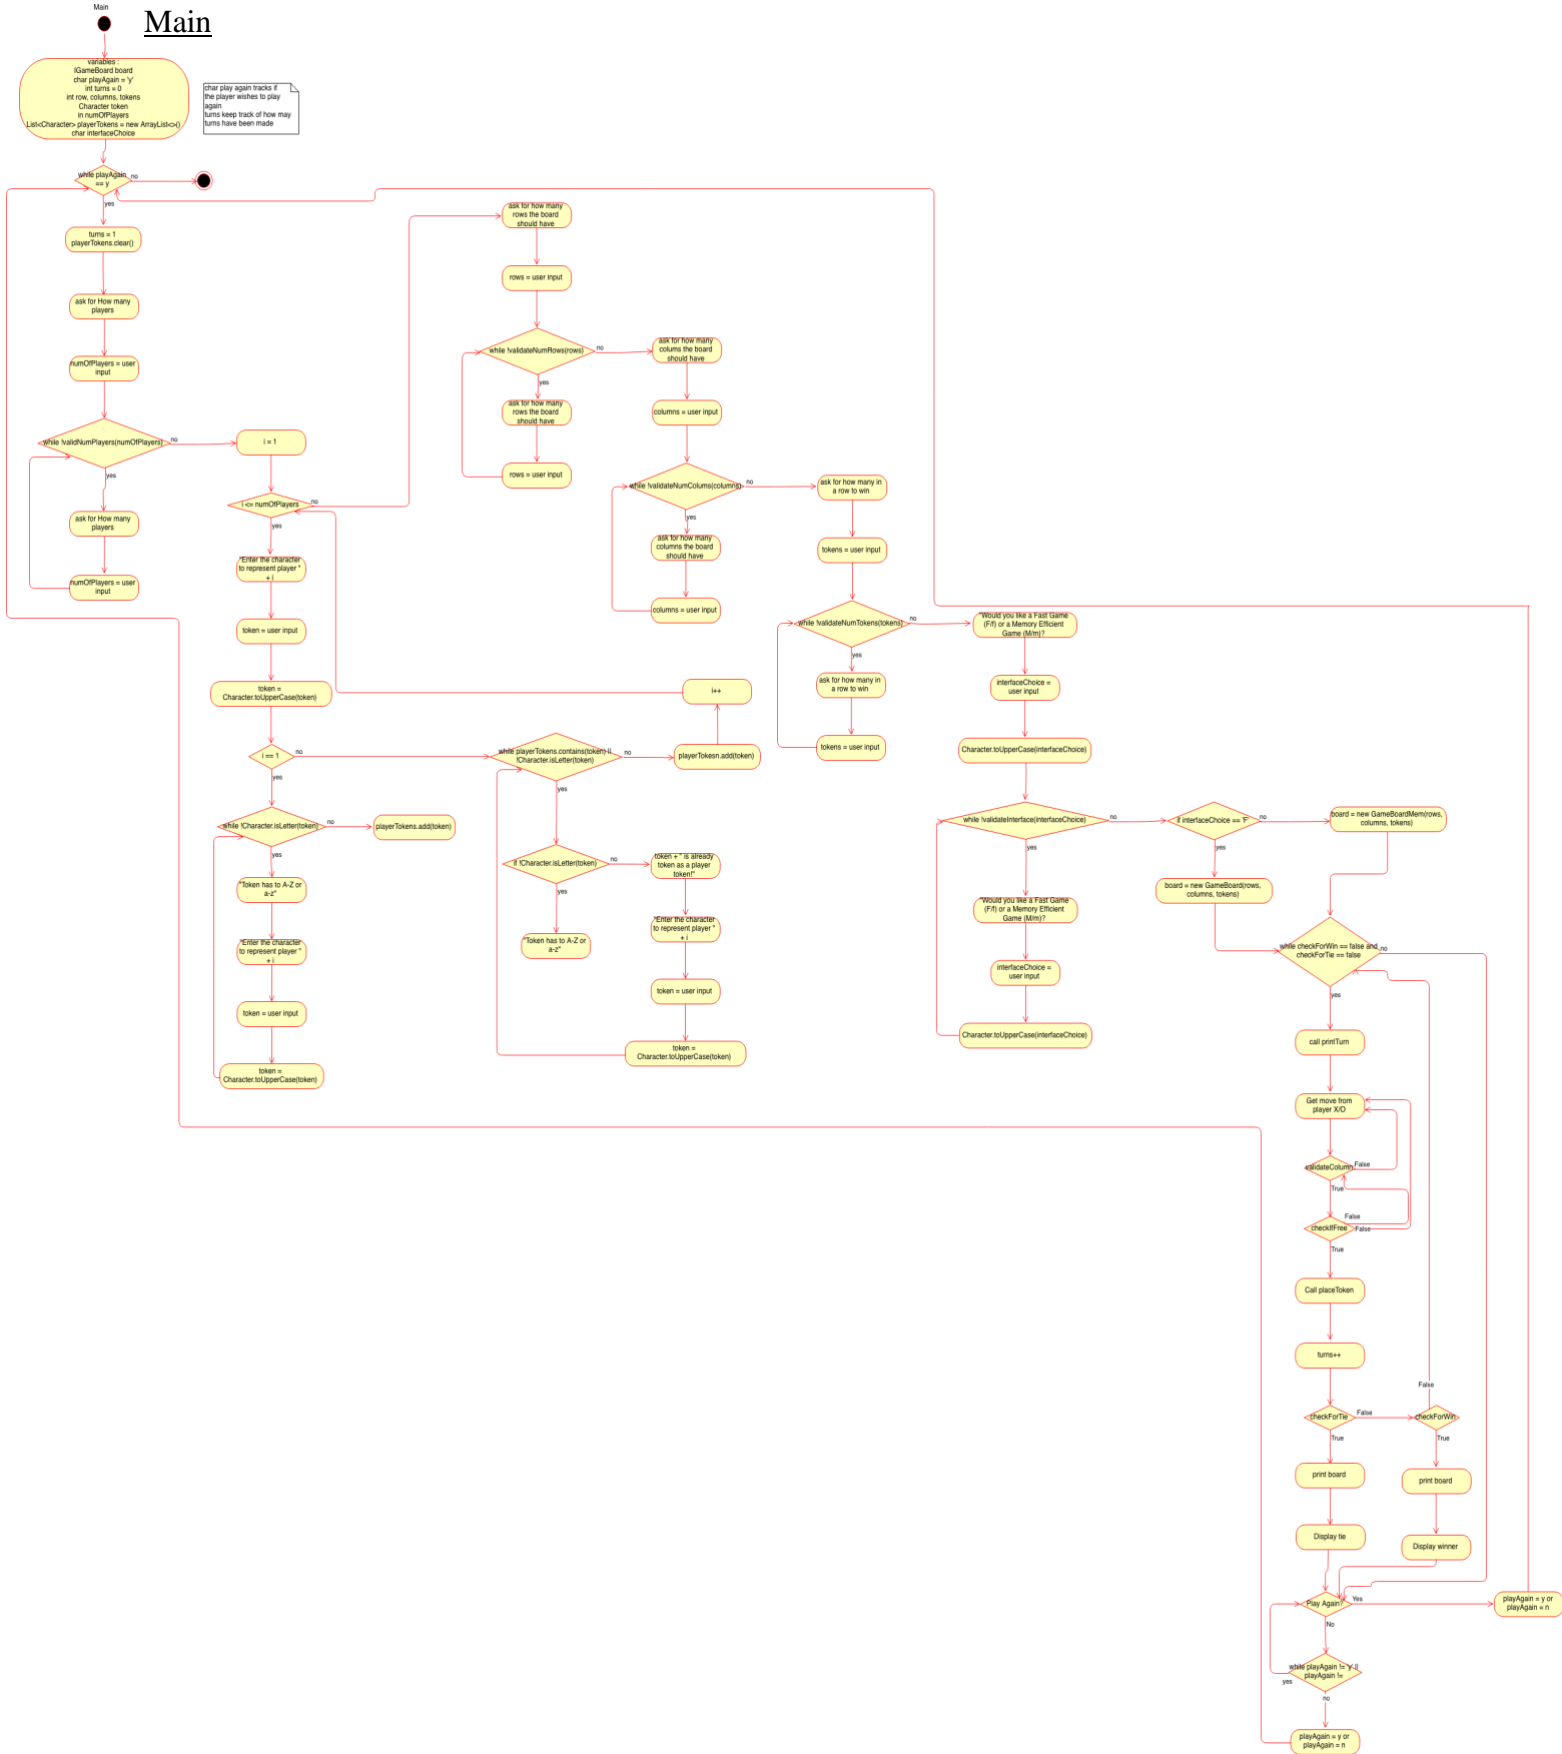 Main
Main
variables :
IGameBoard board
char playAgain = 'y'
int turns = 0
int row, columns, tokens
Character token
in numOfPlayers
List<Character> playerTokens = new ArrayList<>()
char interfaceChoice
char play again tracks if
the player wishes to play
again
turns keep track of how may
turns have been made
while playAgain
== y
no
yes
turns = 1
playerTokens.clear()
ask for How many
players
numOfPlayers = user
input
while !validNumPlayers(numOfPlayers)
no
yes
ask for How many
players
numOfPlayers = user
input
i = 1
i <= numOfPlayers
no
yes
"Enter the character
to represent player "
+ i
token = user input
token =
Character.toUpperCase(token)
i == 1
no
yes
while !Character.isLetter(token)
no
yes
playerTokens.add(token)
"Token has to A-Z or
a-z"
"Enter the character
to represent player "
+ i
token = user input
token =
Character.toUpperCase(token)
while playerTokens.contains(token) ||
!Character.isLetter(token)
no
yes
playerTokesn.add(token)
i++
if !Character.isLetter(token)
no
yes
"Token has to A-Z or
a-z"
token + " is already
token as a player
token!"
"Enter the character
to represent player "
+ i
token = user input
token =
Character.toUpperCase(token)
ask for how many
rows the board
should have
rows = user input
while !validateNumRows(rows)
no
yes
ask for how many
rows the board
should have
rows = user input
ask for how many
colums the board
should have
columns = user input
while !validateNumColums(columns)
no
yes
ask for how many
columns the board
should have
columns = user input
ask for how many in
a row to win
tokens = user input
while !validateNumTokens(tokens)
no
yes
ask for how many in
a row to win
tokens = user input
"Would you like a Fast Game
(F/f) or a Memory Efficient
Game (M/m)?
interfaceChoice =
user input
Character.toUpperCase(interfaceChoice)
while !validateInterface(interfaceChoice)
no
yes
"Would you like a Fast Game
(F/f) or a Memory Efficient
Game (M/m)?
interfaceChoice =
user input
Character.toUpperCase(interfaceChoice)
if interfaceChoice == 'F'
no
yes
board = new GameBoardMem(rows,
columns, tokens)
board = new GameBoard(rows,
columns, tokens)
while checkForWin == false and
checkForTie == false
no
yes
call printTurn
Get move from
player X/O
validateColumn
False
True
checkIfFree
False
False
True
Call placeToken
turns++
checkForTie
False
True
checkForWin
False
True
print board
Display tie
print board
Display winner
Play Again?
Yes
No
playAgain = y or
playAgain = n
while playAgain != 'y' ||
playAgain !=
yes
no
playAgain = y or
playAgain = n